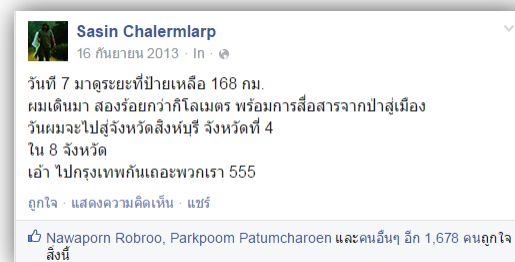 Sasin Chalermlarp
16 กันยายน 2013 · In ·
วันที 7 มาดูระยะที่ป้ายเหลือ 168 กม.
ผมเดินมา สองร้อยกว่ากิโลเมตร พร้อมการสื่อสารจากป่าสู่เมือง
วันผมจะไปสู่จังหวัดสิงห์บุรี จังหวัดที่ 4
ใน 8 จังหวัด
เอ้า ไปกรุงเทพกันเถอะพวกเรา 555
ถูกใจ · แสดงความคิดเห็น · แชร์
Nawaporn Robroo, Parkpoom Patumcharoen และคนอื่นๆ อีก 1,678 คนถูกใจ
สิ่งนี้